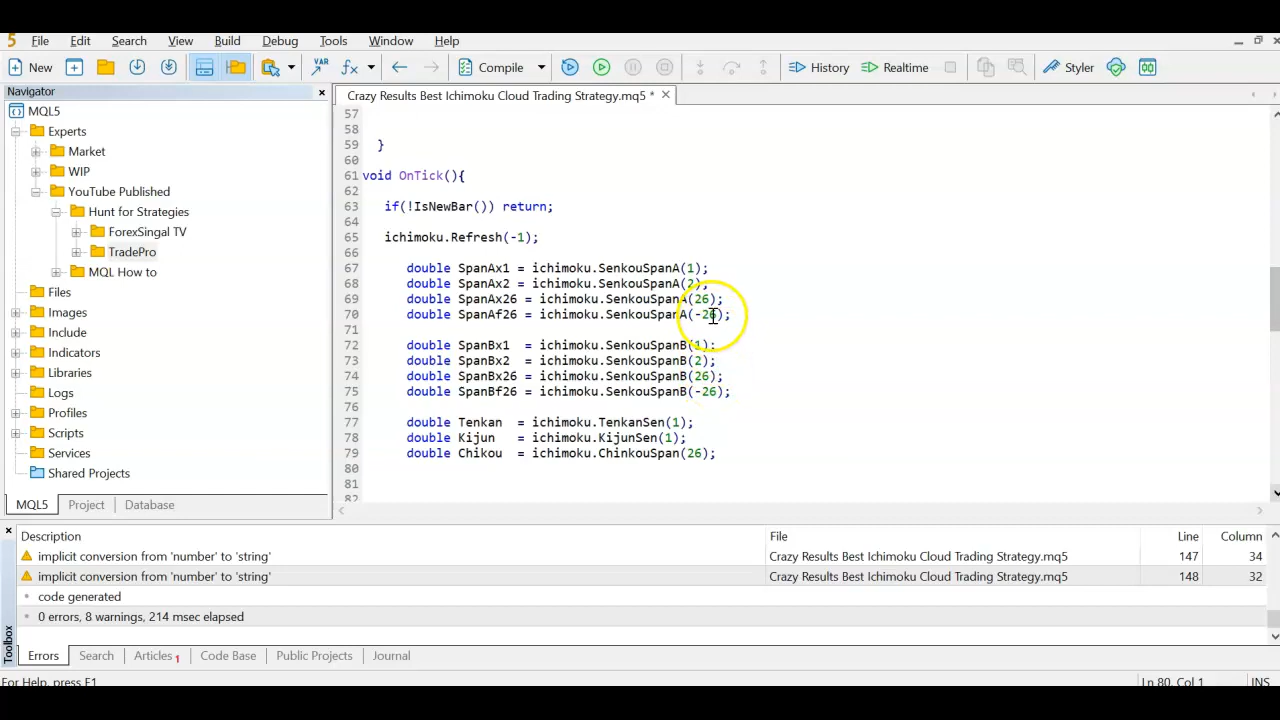 5 File Edit Search View Build Debug Tools Window Help
New VAR fx Compile History Realtime Styler
Navigator
MQL5
Experts
Market
WIP
YouTube Published
Hunt for Strategies
ForexSingal TV
TradePro
MQL How to
Files
Images
Include
Indicators
Libraries
Logs
Profiles
Scripts
Services
Shared Projects
MQL5 Project Database
Crazy Results Best Ichimoku Cloud Trading Strategy.mq5 *
57
58
59 }
60
61 void OnTick(){
62
63 if(!IsNewBar()) return;
64
65 ichimoku.Refresh(-1);
66
67 double SpanAx1 = ichimoku.SenkouSpanA(1);
68 double SpanAx2 = ichimoku.SenkouSpanA(2);
69 double SpanAx26 = ichimoku.SenkouSpanA(26);
70 double SpanAf26 = ichimoku.SenkouSpanA(-26);
71
72 double SpanBx1 = ichimoku.SenkouSpanB(1);
73 double SpanBx2 = ichimoku.SenkouSpanB(2);
74 double SpanBx26 = ichimoku.SenkouSpanB(26);
75 double SpanBf26 = ichimoku.SenkouSpanB(-26);
76
77 double Tenkan = ichimoku.TenkanSen(1);
78 double Kijun = ichimoku.KijunSen(1);
79 double Chikou = ichimoku.ChinkouSpan(26);
80
81
82
Description File Line Column
implicit conversion from 'number' to 'string' Crazy Results Best Ichimoku Cloud Trading Strategy.mq5 147 34
implicit conversion from 'number' to 'string' Crazy Results Best Ichimoku Cloud Trading Strategy.mq5 148 32
code generated
0 errors, 8 warnings, 214 msec elapsed
Toolbox
Errors Search Articles 1 Code Base Public Projects Journal
For Help, press F1 Ln 80, Col 1 INS